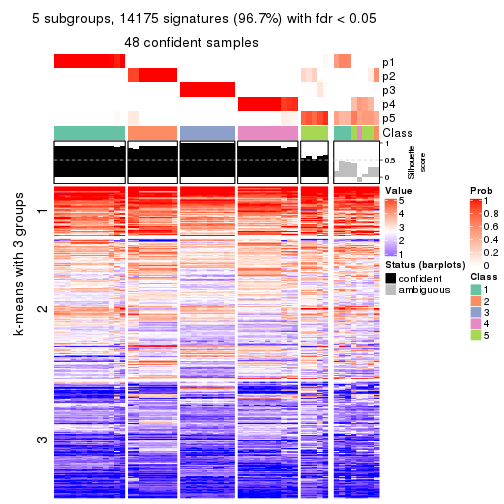 5 subgroups, 14175 signatures (96.7%) with fdr < 0.05
48 confident samples
p1
p2
p3
p4
p5
Class
1
0.5
0
Silhouette
score
k-means with 3 groups
1
2
3
Value
5
4
3
2
1
Status (barplots)
confident
ambiguous
Prob
1
0.8
0.6
0.4
0.2
0
Class
1
2
3
4
5